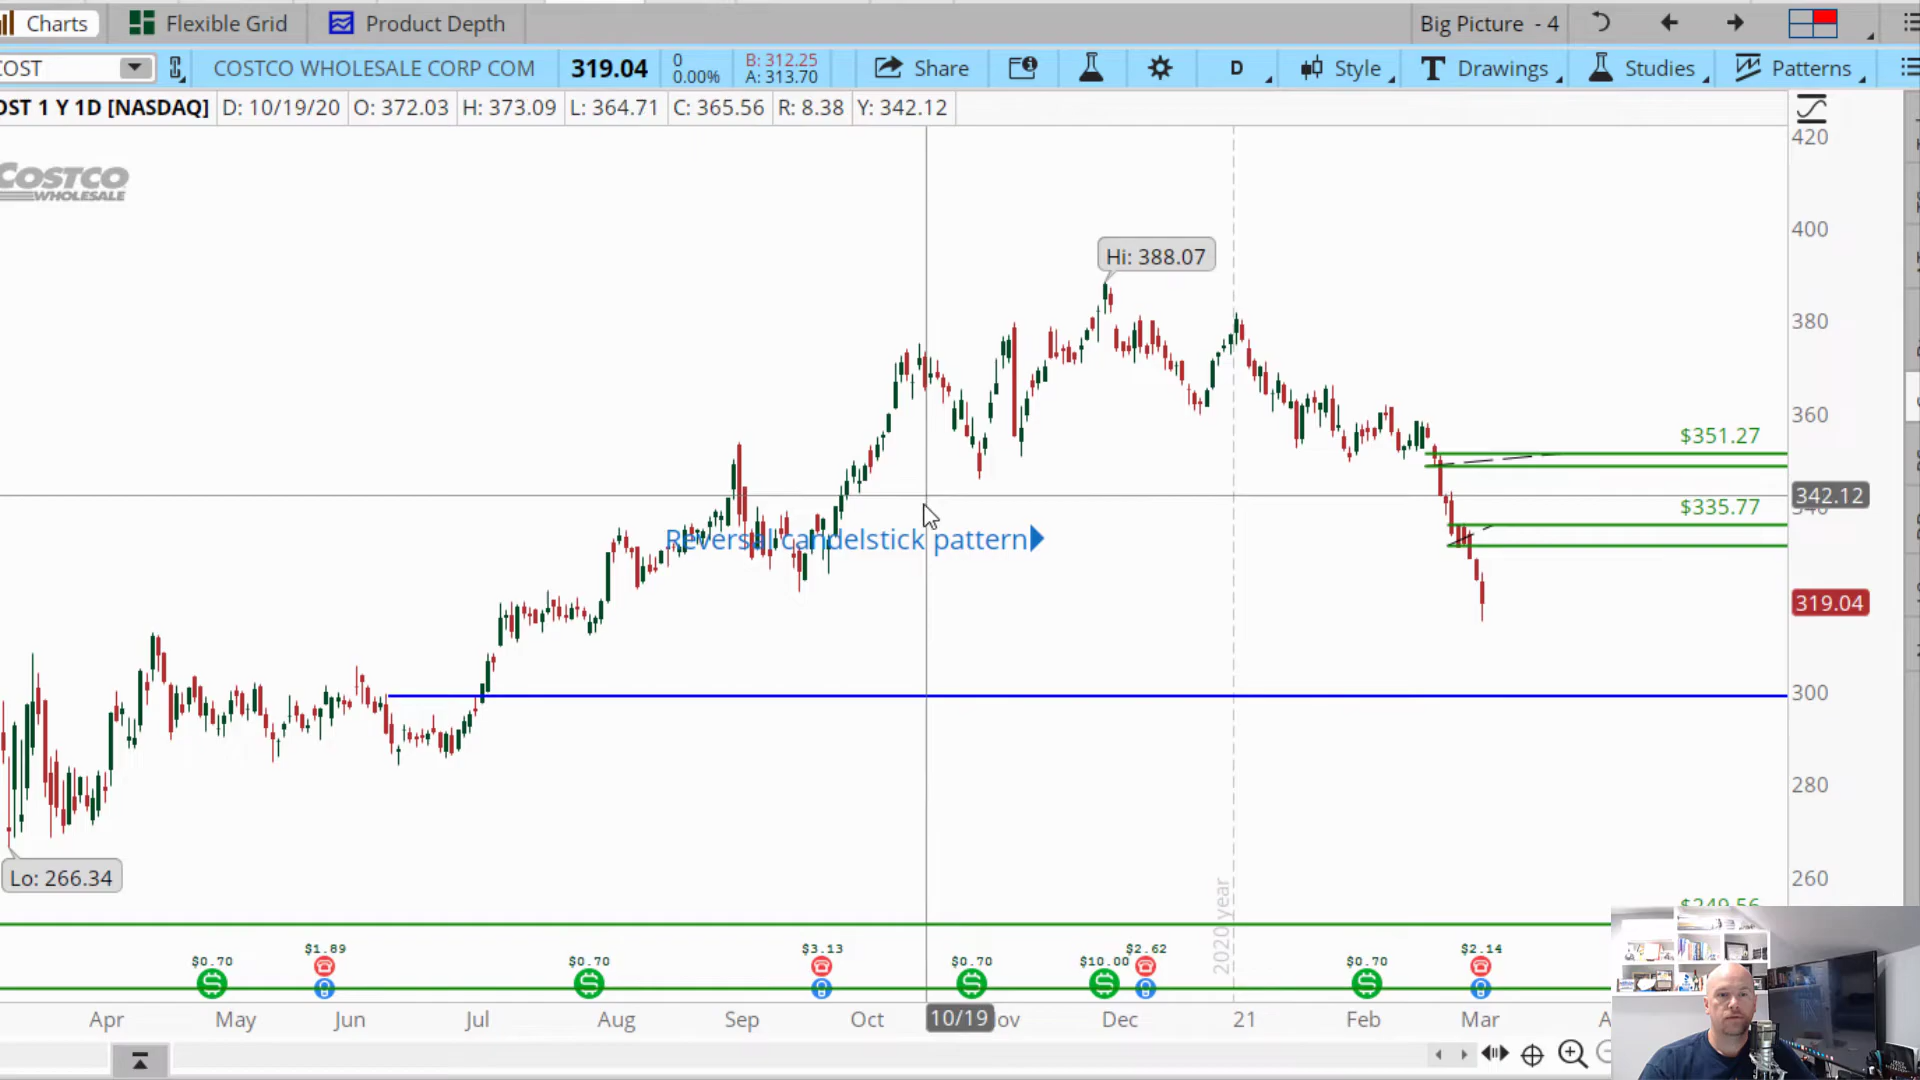 Charts Flexible Grid Product Depth Big Picture - 4
COST COSTCO WHOLESALE CORP COM 319.04 0 0.00% B: 312.25 A: 313.70 Share D Style Drawings Studies Patterns
OST 1 Y 1D [NASDAQ] D: 10/19/20 O: 372.03 H: 373.09 L: 364.71 C: 365.56 R: 8.38 Y: 342.12
420
COSTCO
WHOLESALE
400
Hi: 388.07
380
360
$351.27
342.12
$335.77
Reversal candelstick pattern
319.04
300
280
Lo: 266.34
260
$249.56
2020 year
$0.70 $1.89 $0.70 $3.13 $0.70 $10.00 $2.62 $0.70 $2.14
Apr May Jun Jul Aug Sep Oct 10/19 ov Dec 21 Feb Mar A